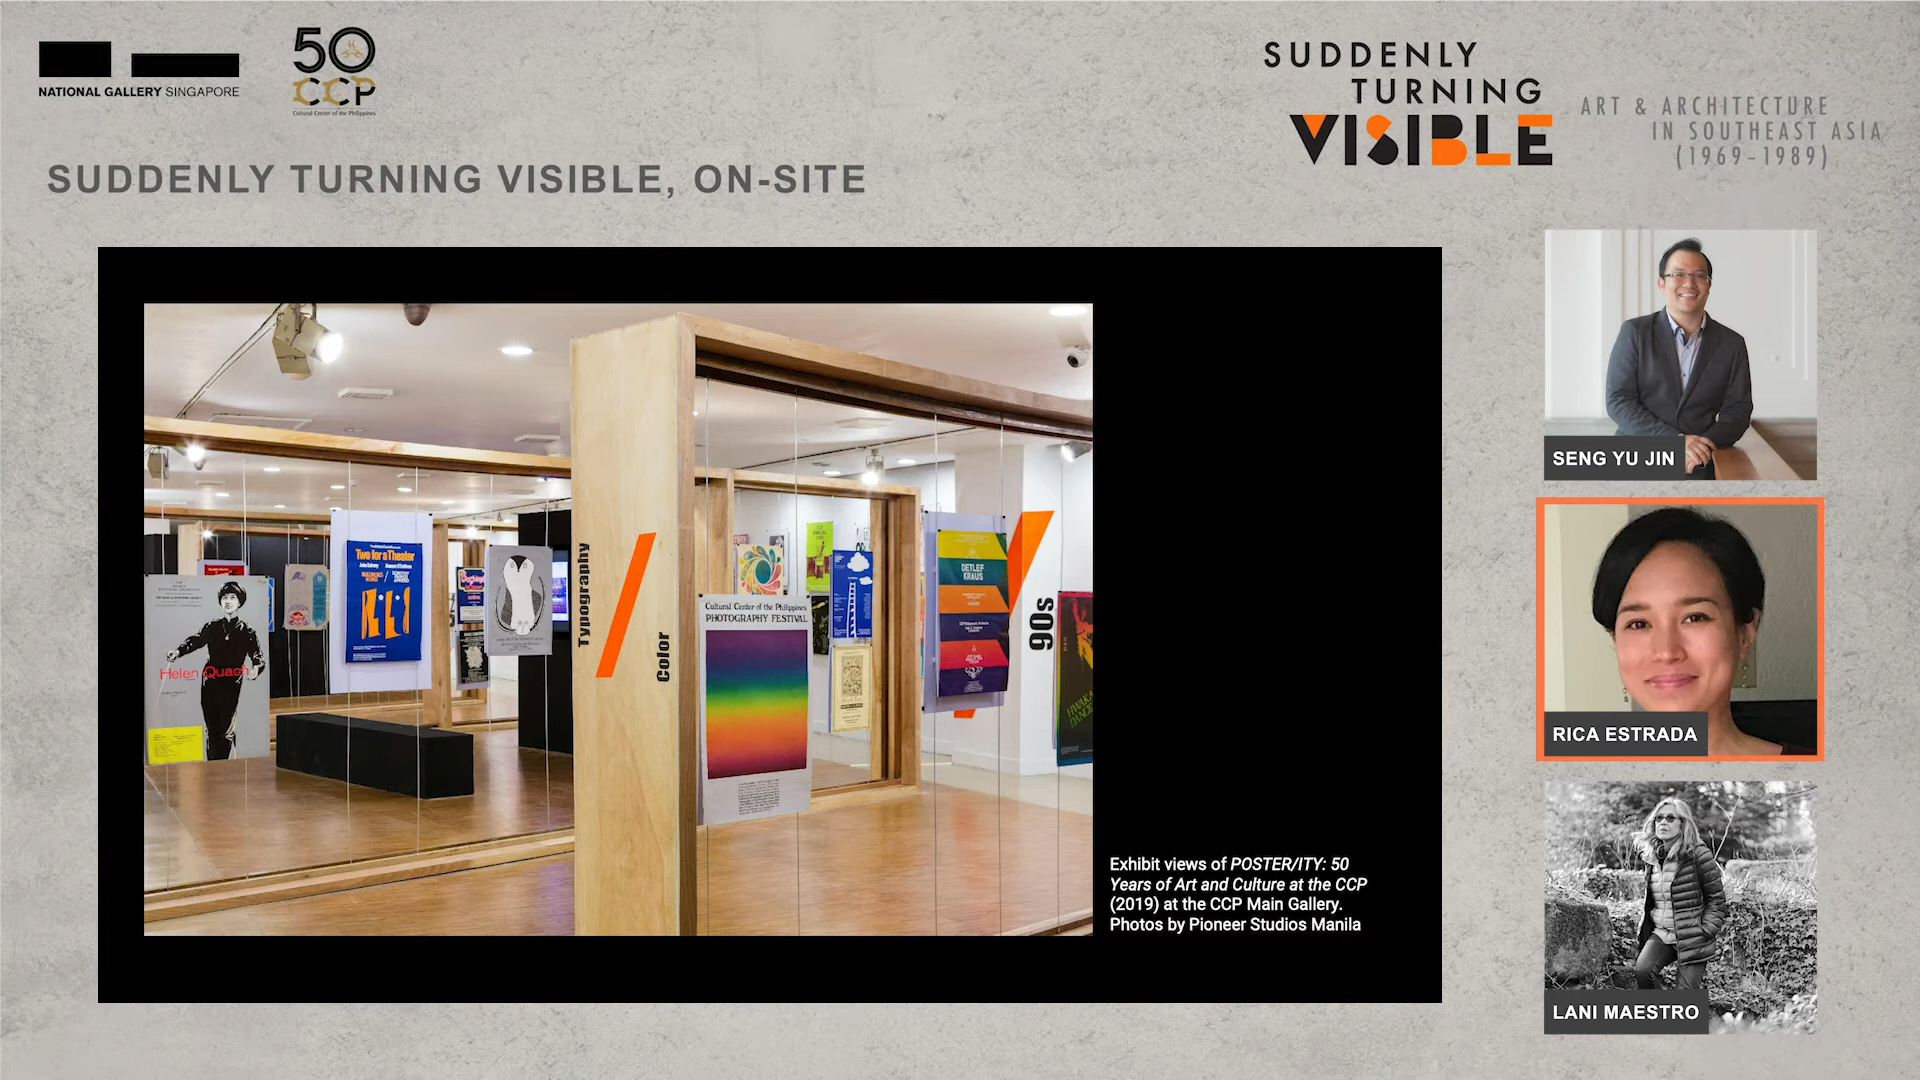 NATIONAL GALLERY SINGAPORE
50
CCP
Cultural Center of the Philippines
SUDDENLY
TURNING
VISIBLE
ART & ARCHITECTURE
IN SOUTHEAST ASIA
(1969–1989)
SUDDENLY TURNING VISIBLE, ON-SITE
Two for a Theater
Helen Quach
Typography
Color
Cultural Center of the Philippines
PHOTOGRAPHY FESTIVAL
DETLEF
KRAUS
90s
Exhibit views of POSTER/ITY: 50
Years of Art and Culture at the CCP
(2019) at the CCP Main Gallery.
Photos by Pioneer Studios Manila
SENG YU JIN
RICA ESTRADA
LANI MAESTRO